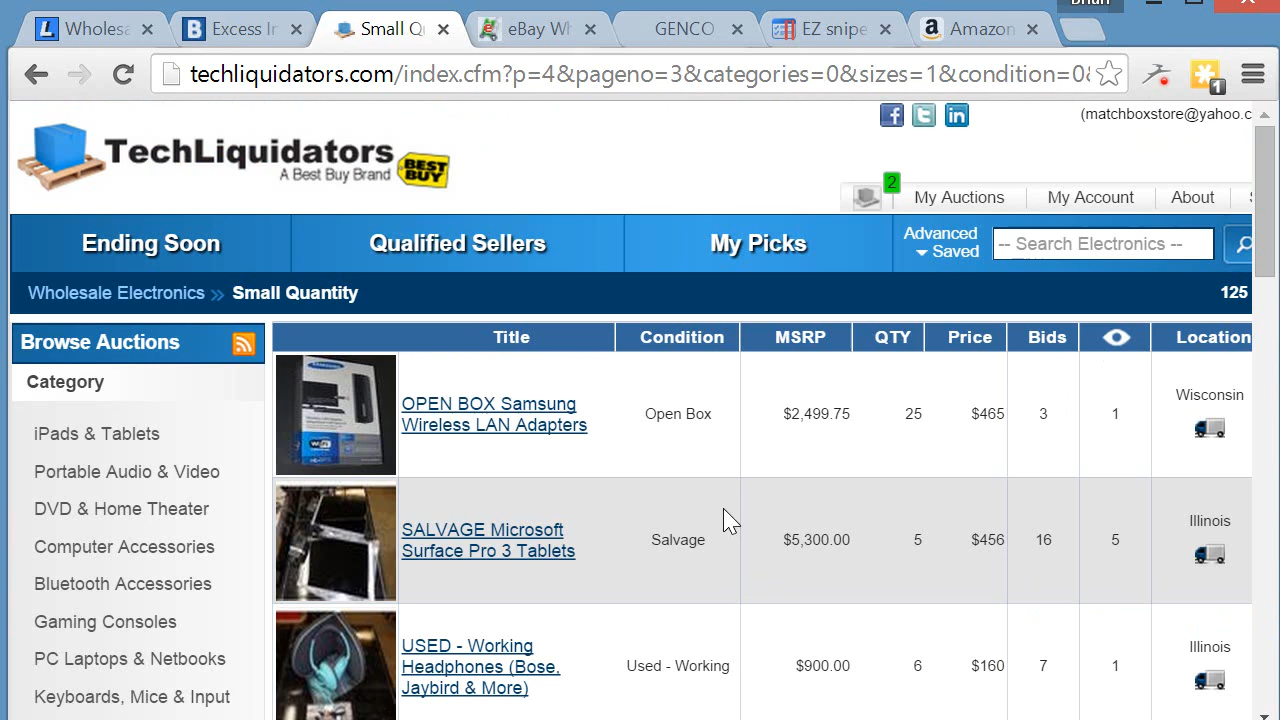 Brian
Wholesa
Excess In
Small Qu
eBay Wh
GENCO
EZ snipe
Amazon
techliquidators.com/index.cfm?p=4&pageno=3&categories=0&sizes=1&condition=0&
1
(matchboxstore@yahoo.c
TechLiquidators
A Best Buy Brand
BEST BUY
2
My Auctions
My Account
About
Ending Soon
Qualified Sellers
My Picks
Advanced
Saved
-- Search Electronics --
Wholesale Electronics » Small Quantity
125
Browse Auctions
Category
iPads & Tablets
Portable Audio & Video
DVD & Home Theater
Computer Accessories
Bluetooth Accessories
Gaming Consoles
PC Laptops & Netbooks
Keyboards, Mice & Input
Title Condition MSRP QTY Price Bids Location
OPEN BOX Samsung
Wireless LAN Adapters
Open Box $2,499.75 25 $465 3 1 Wisconsin
SALVAGE Microsoft
Surface Pro 3 Tablets
Salvage $5,300.00 5 $456 16 5 Illinois
USED - Working
Headphones (Bose,
Jaybird & More)
Used - Working $900.00 6 $160 7 1 Illinois
SAMSUNG